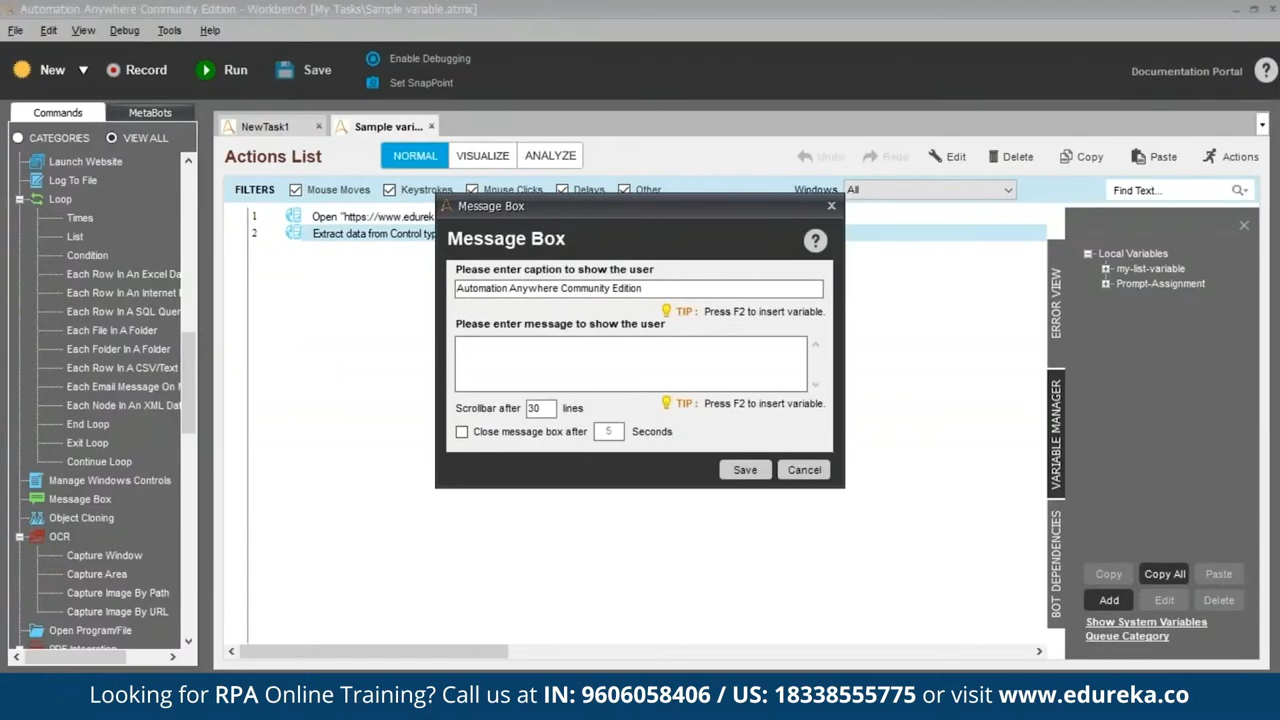 Automation Anywhere Community Edition - Workbench [My Tasks\Sample variable.atmx]
File Edit View Debug Tools Help
New Record Run Save
Enable Debugging
Set SnapPoint
Documentation Portal ?
Commands MetaBots
CATEGORIES VIEW ALL
Launch Website
Log To File
Loop
Times
List
Condition
Each Row In An Excel Da
Each Row In An Internet
Each Row In A SQL Quer
Each File In A Folder
Each Folder In A Folder
Each Row In A CSV/Text
Each Email Message On
Each Node In An XML Dat
End Loop
Exit Loop
Continue Loop
Manage Windows Controls
Message Box
Object Cloning
OCR
Capture Window
Capture Area
Capture Image By Path
Capture Image By URL
Open Program/File
PDF Integration
NewTask1 Sample vari...
Actions List NORMAL VISUALIZE ANALYZE
Undo Redo Edit Delete Copy Paste Actions
FILTERS Mouse Moves Keystrokes Mouse Clicks Delays Other Windows All Find Text...
1 Open "https://www.edurek
2 Extract data from Control typ
Message Box
Message Box ?
Please enter caption to show the user
Automation Anywhere Community Edition
TIP : Press F2 to insert variable.
Please enter message to show the user
TIP : Press F2 to insert variable.
Scrollbar after 30 lines
Close message box after 5 Seconds
Save Cancel
ERROR VIEW
VARIABLE MANAGER
BOT DEPENDENCIES
Local Variables
my-list-variable
Prompt-Assignment
Copy Copy All Paste
Add Edit Delete
Show System Variables
Queue Category
Looking for RPA Online Training? Call us at IN: 9606058406 / US: 18338555775 or visit www.edureka.co